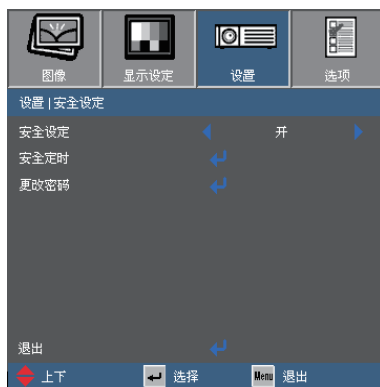 图像 显示设定 设置 选项
设置 | 安全设定
安全设定 开
安全定时
更改密码
退出
上下 选择 Menu 退出